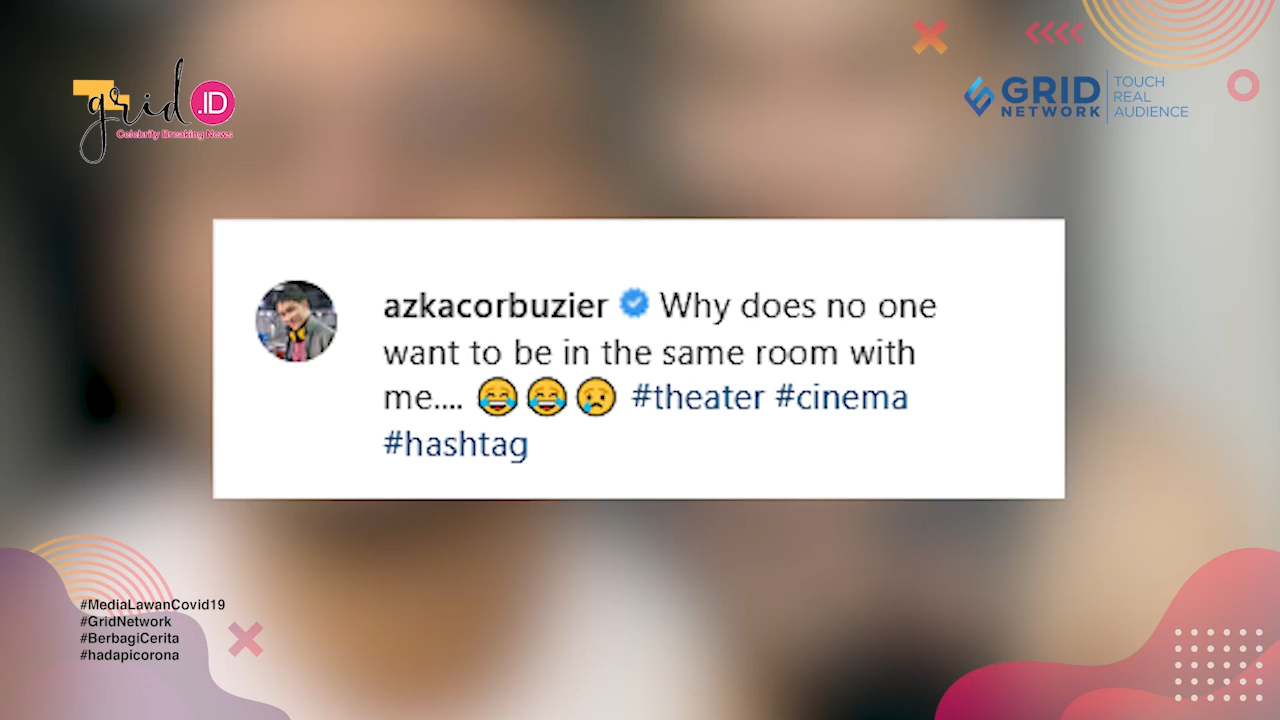 grid .ID
Celebrity Breaking News
GRID
NETWORK
TOUCH
REAL
AUDIENCE
azkacorbuzier Why does no one
want to be in the same room with
me.... 😂😂😢 #theater #cinema
#hashtag
#MediaLawanCovid19
#GridNetwork
#BerbagiCerita
#hadapicorona